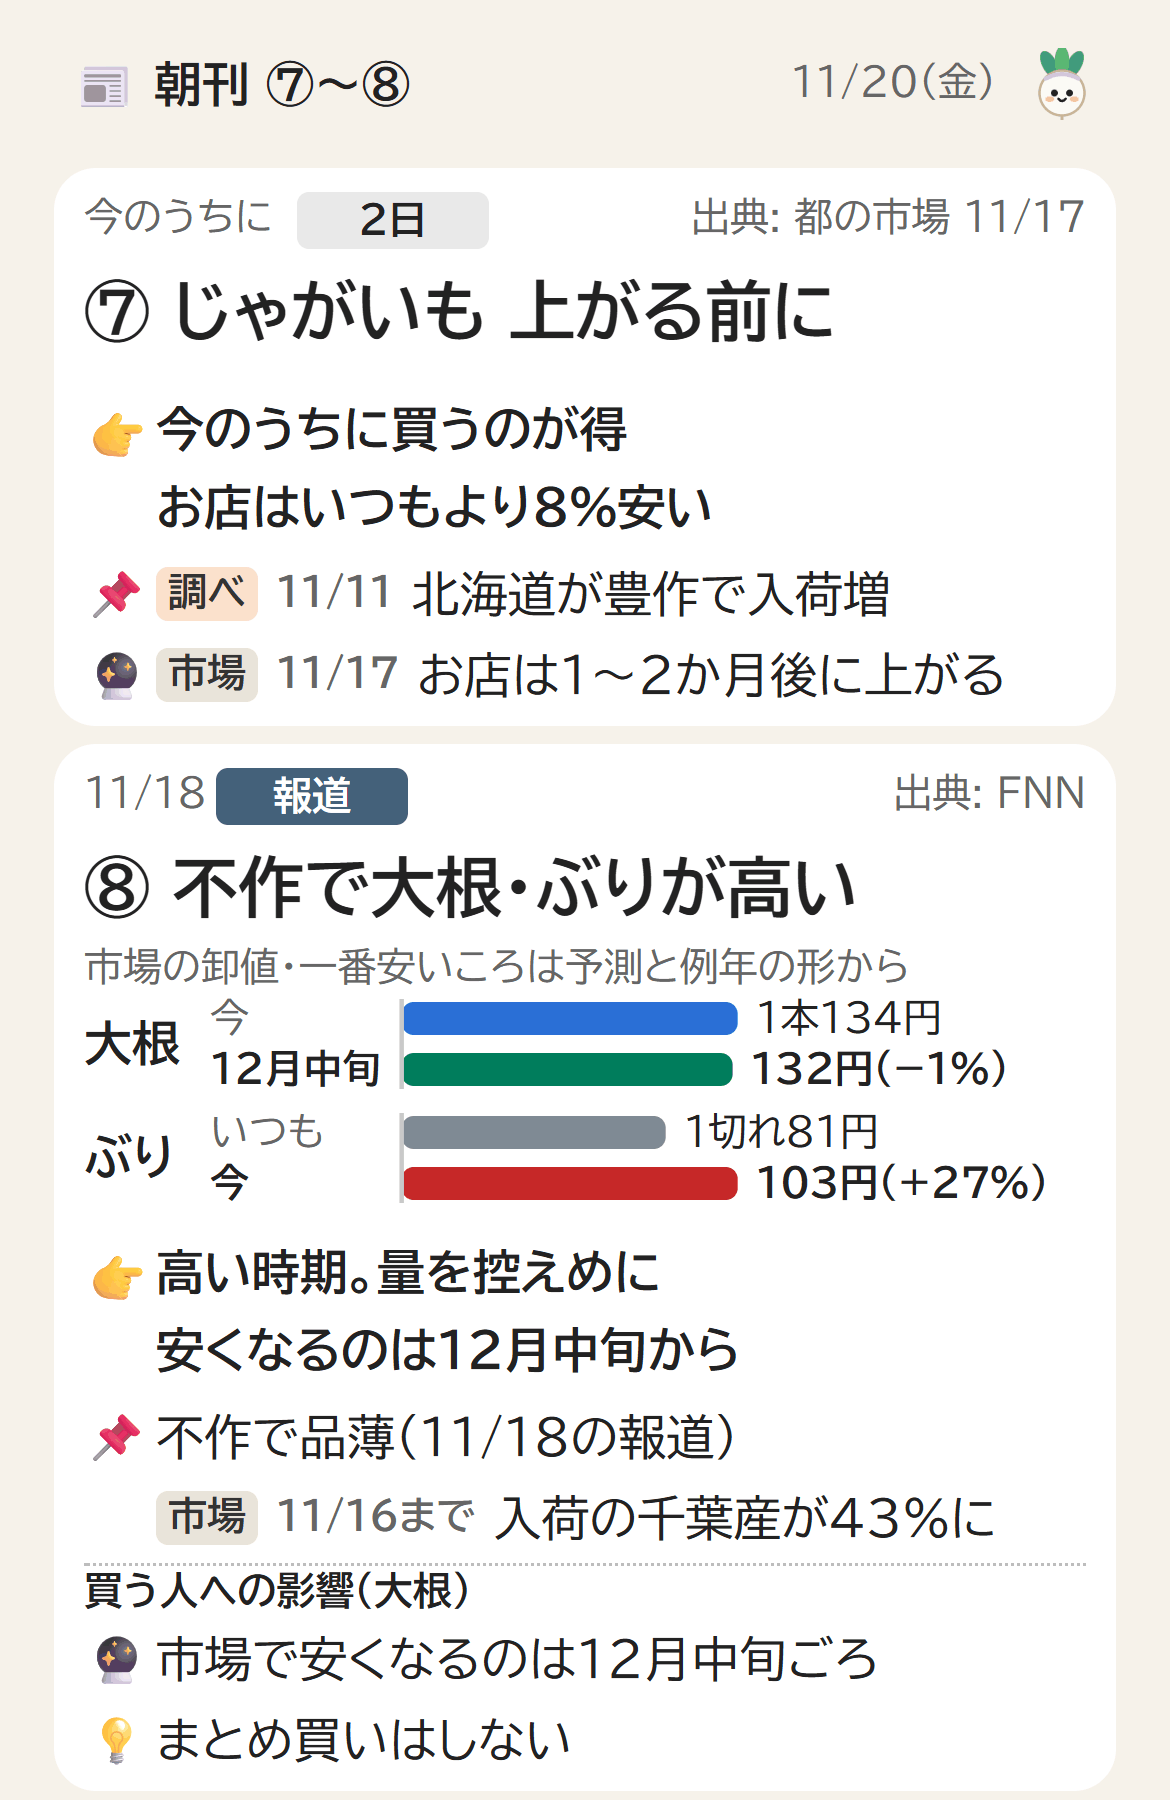 朝刊 ⑦〜⑧
11/20(金)
今のうちに 2日 出典: 都の市場 11/17
⑦ じゃがいも 上がる前に
今のうちに買うのが得
お店はいつもより8%安い
調べ 11/11 北海道が豊作で入荷増
市場 11/17 お店は1〜2か月後に上がる
11/18 報道 出典: FNN
⑧ 不作で大根・ぶりが高い
市場の卸値・一番安いころは予測と例年の形から
大根
今 1本134円
12月中旬 132円(−1%)
ぶり
いつも 1切れ81円
今 103円(+27%)
高い時期。量を控えめに
安くなるのは12月中旬から
不作で品薄(11/18の報道)
市場 11/16まで 入荷の千葉産が43%に
買う人への影響(大根)
市場で安くなるのは12月中旬ごろ
まとめ買いはしない